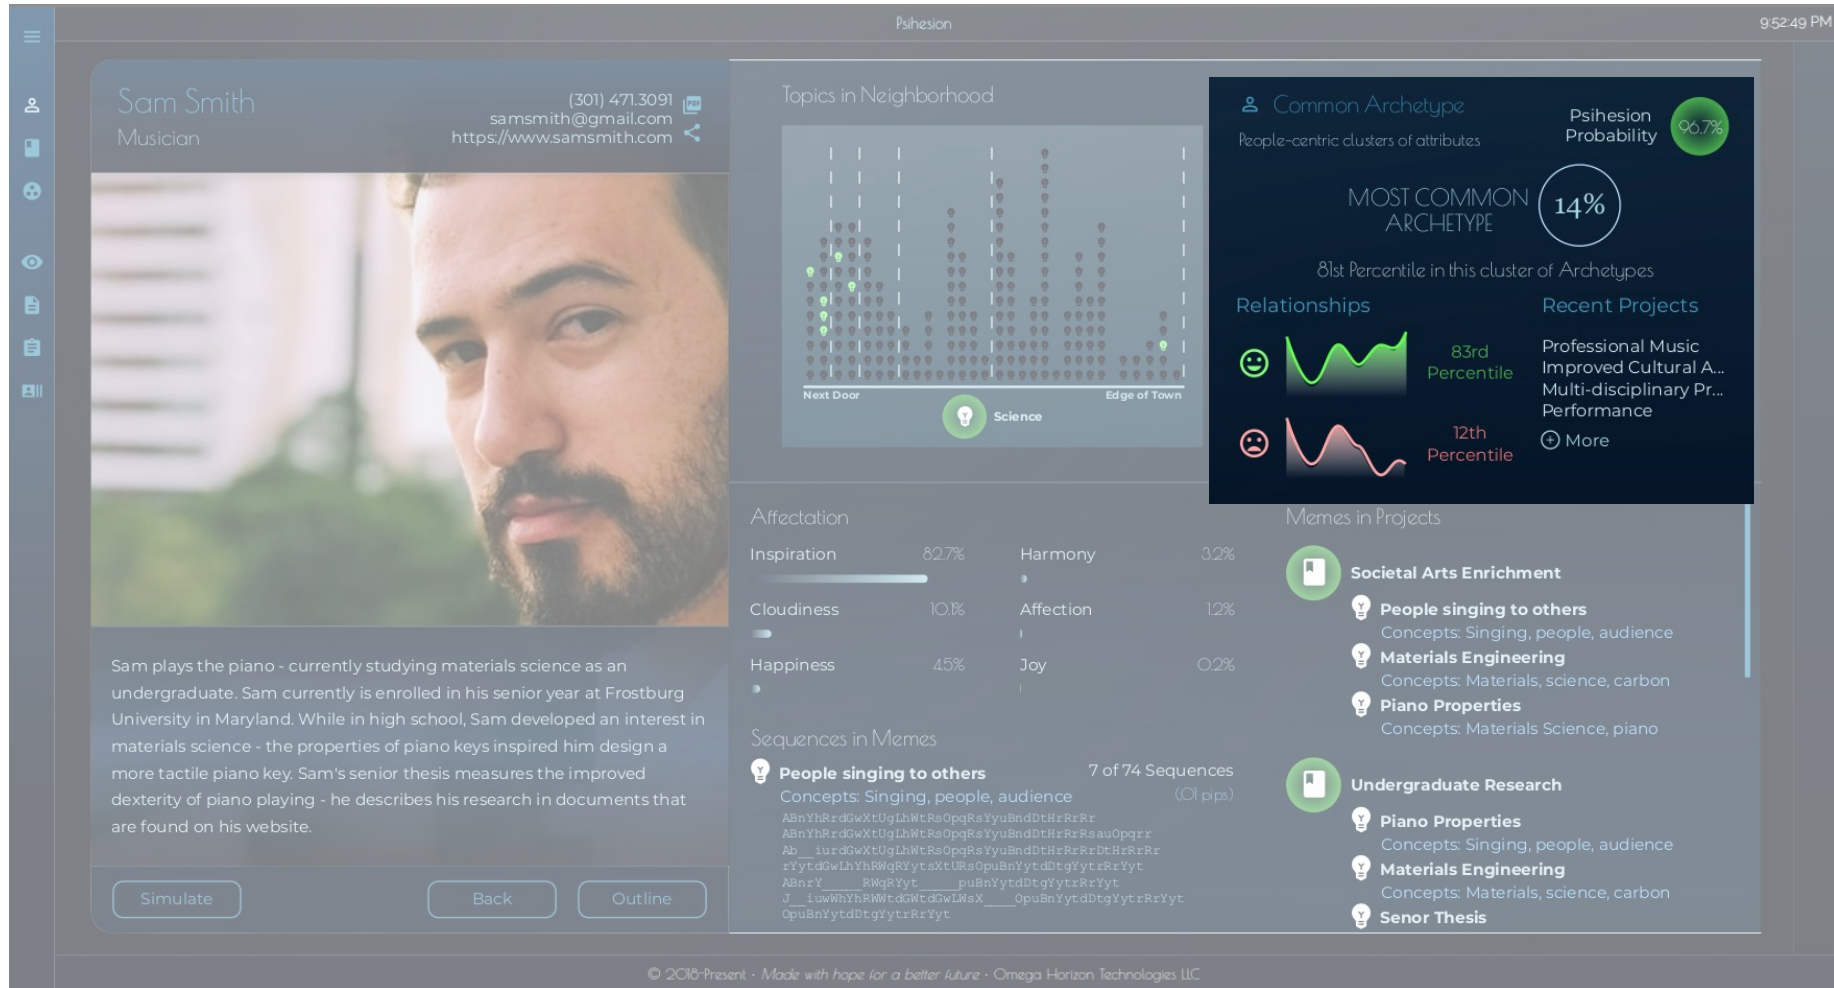 Psihesion
9:52:49 PM
Sam Smith
Musician
(301) 471.3091
samsmith@gmail.com
https://www.samsmith.com
PDF
Sam plays the piano - currently studying materials science as an
undergraduate. Sam currently is enrolled in his senior year at Frostburg
University in Maryland. While in high school, Sam developed an interest in
materials science - the properties of piano keys inspired him design a
more tactile piano key. Sam's senior thesis measures the improved
dexterity of piano playing - he describes his research in documents that
are found on his website.
Simulate
Back
Outline
Topics in Neighborhood
Next Door
Edge of Town
Science
Common Archetype
People-centric clusters of attributes
Psihesion
Probability
96.7%
MOST COMMON
ARCHETYPE
14%
81st Percentile in this cluster of Archetypes
Relationships
83rd
Percentile
12th
Percentile
Recent Projects
Professional Music
Improved Cultural A...
Multi-disciplinary Pr...
Performance
More
Affectation
Inspiration 82.7%
Harmony 3.2%
Cloudiness 10.1%
Affection 1.2%
Happiness 4.5%
Joy 0.2%
Sequences in Memes
People singing to others
7 of 74 Sequences
Concepts: Singing, people, audience
(.01 pips)
ABnYhRrdGwXtUgLhWtRsOpqRsYyuBndDtHrRrRr
ABnYhRrdGwXtUgLhWtRsOpqRsYyuBndDtHrRrRsauOpqrr
Ab__iurdGwXtUgLhWtRsOpqRsYyuBndDtHrRrRrDtHrRrRr
rYytdGwLhYhRWqRYytsXtURsOpuBnYytdDtgYytrRrYyt
ABnrY_____RWqRYyt_____puBnYytdDtgYytrRrYyt
J__iuwWhYhRWWtdGWtdGwLWsX____OpuBnYytdDtgYytrRrYyt
OpuBnYytdDtgYytrRrYyt
Memes in Projects
Societal Arts Enrichment
People singing to others
Concepts: Singing, people, audience
Materials Engineering
Concepts: Materials, science, carbon
Piano Properties
Concepts: Materials Science, piano
Undergraduate Research
Piano Properties
Concepts: Singing, people, audience
Materials Engineering
Concepts: Materials, science, carbon
Senor Thesis
© 2018-Present · Made with hope for a better future · Omega Horizon Technologies LLC